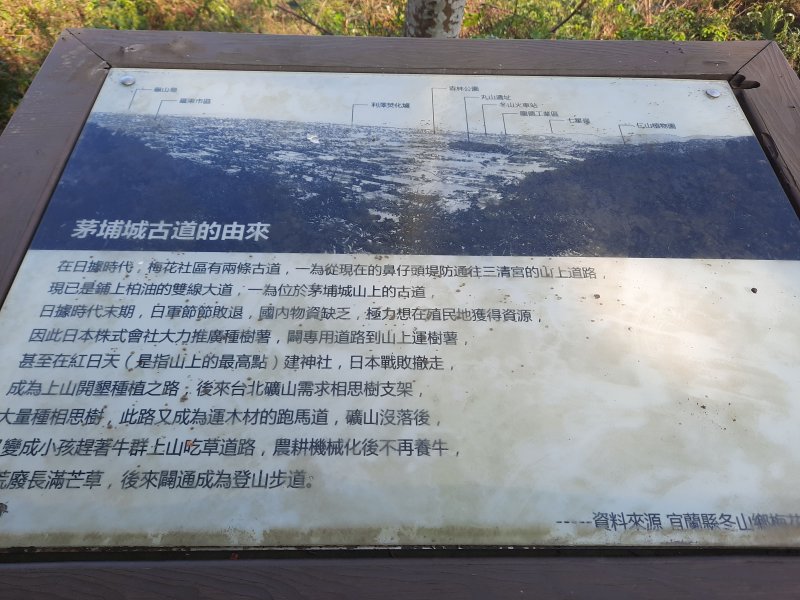 龜山島
羅東市區
利澤焚化爐
森林公園
丸山遺址
冬山火車站
龍德工業區
七星嶺
仁山植物園
茅埔城古道的由來
在日據時代，梅花社區有兩條古道，一為從現在的鼻仔頭堤防通往三清宮的山上道路，
現已是鋪上柏油的雙線大道，一為位於茅埔城山上的古道，
日據時代末期，日軍節節敗退，國內物資缺乏，極力想在殖民地獲得資源，
因此日本株式會社大力推廣種樹薯，闢專用道路到山上運樹薯，
甚至在紅日天（是指山上的最高點）建神社，日本戰敗撤走，
成為上山開墾種植之路，後來台北礦山需求相思樹支架，
大量種相思樹，此路又成為運木材的跑馬道，礦山沒落後，
變成小孩趕著牛群上山吃草道路，農耕機械化後不再養牛，
荒廢長滿芒草，後來闢通成為登山步道。
------資料來源 宜蘭縣冬山鄉梅花